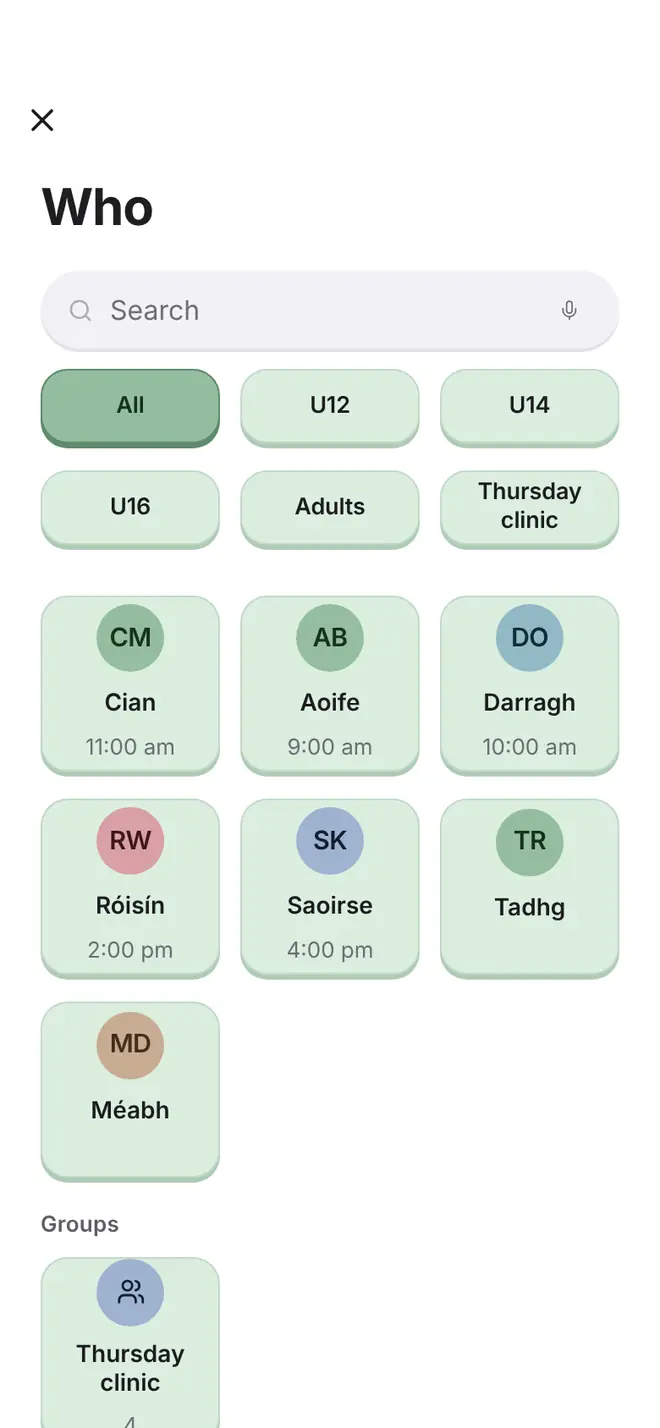 Who
Search
All
U12
U14
U16
Adults
Thursday
clinic
CM
Cian
11:00 am
AB
Aoife
9:00 am
DO
Darragh
10:00 am
RW
Róisín
2:00 pm
SK
Saoirse
4:00 pm
TR
Tadhg
MD
Méabh
Groups
Thursday
clinic
4